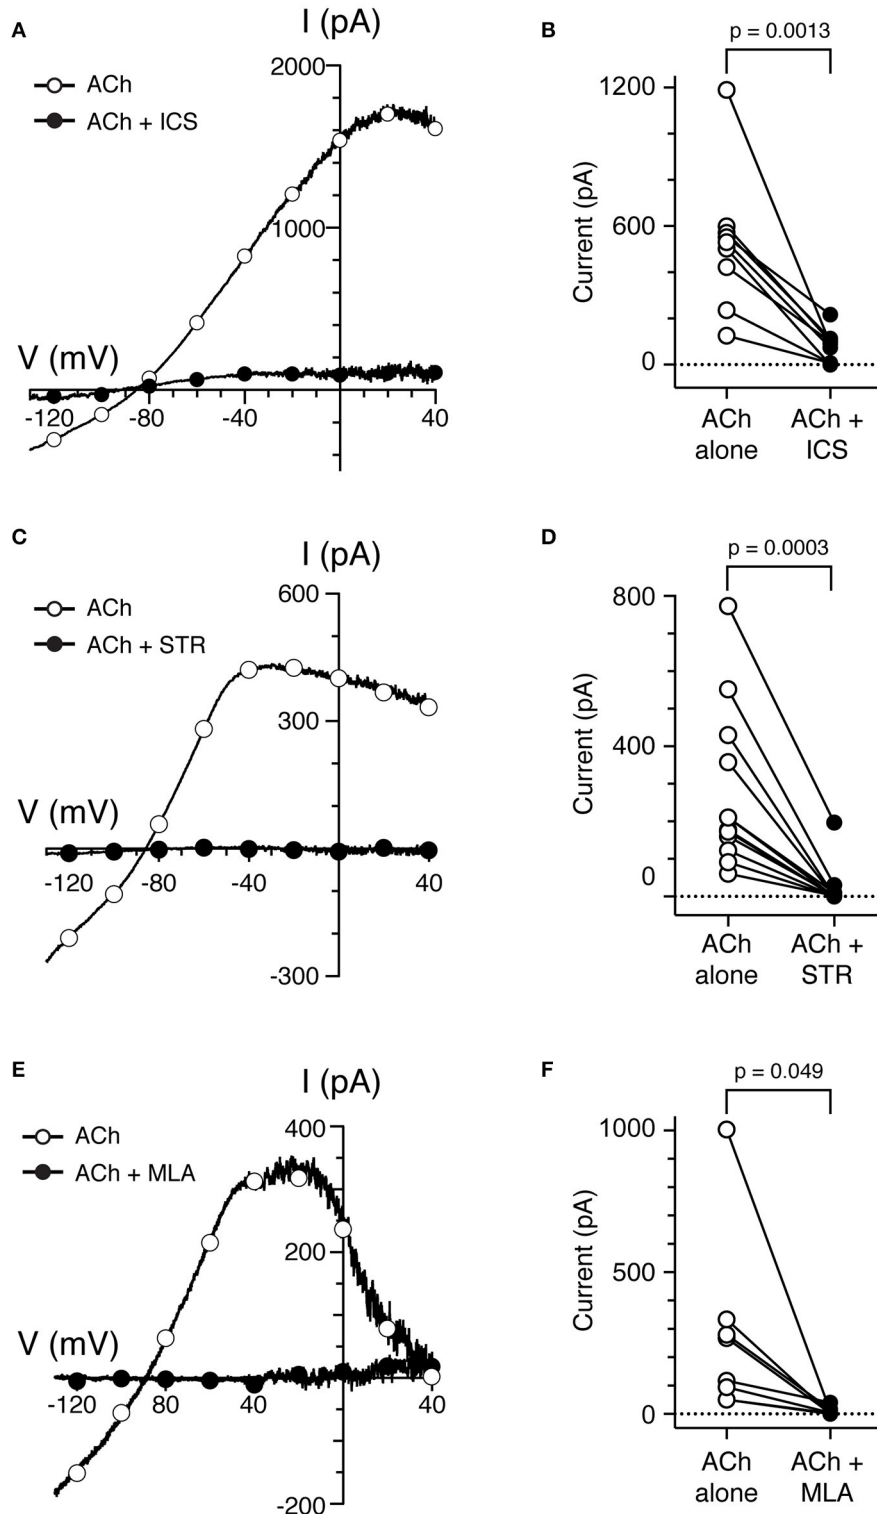 A
I (pA)
2000
ACh
ACh + ICS
1000
V (mV)
-120
-80
-40
40
B
p = 0.0013
1200
600
0
Current (pA)
ACh
alone
ACh +
ICS
C
I (pA)
600
ACh
ACh + STR
300
V (mV)
-120
-80
-40
40
-300
D
p = 0.0003
800
400
0
Current (pA)
ACh
alone
ACh +
STR
E
I (pA)
400
ACh
ACh + MLA
200
V (mV)
-120
80
40
40
-200
F
p = 0.049
1000
500
0
Current (pA)
ACh
alone
ACh +
MLA